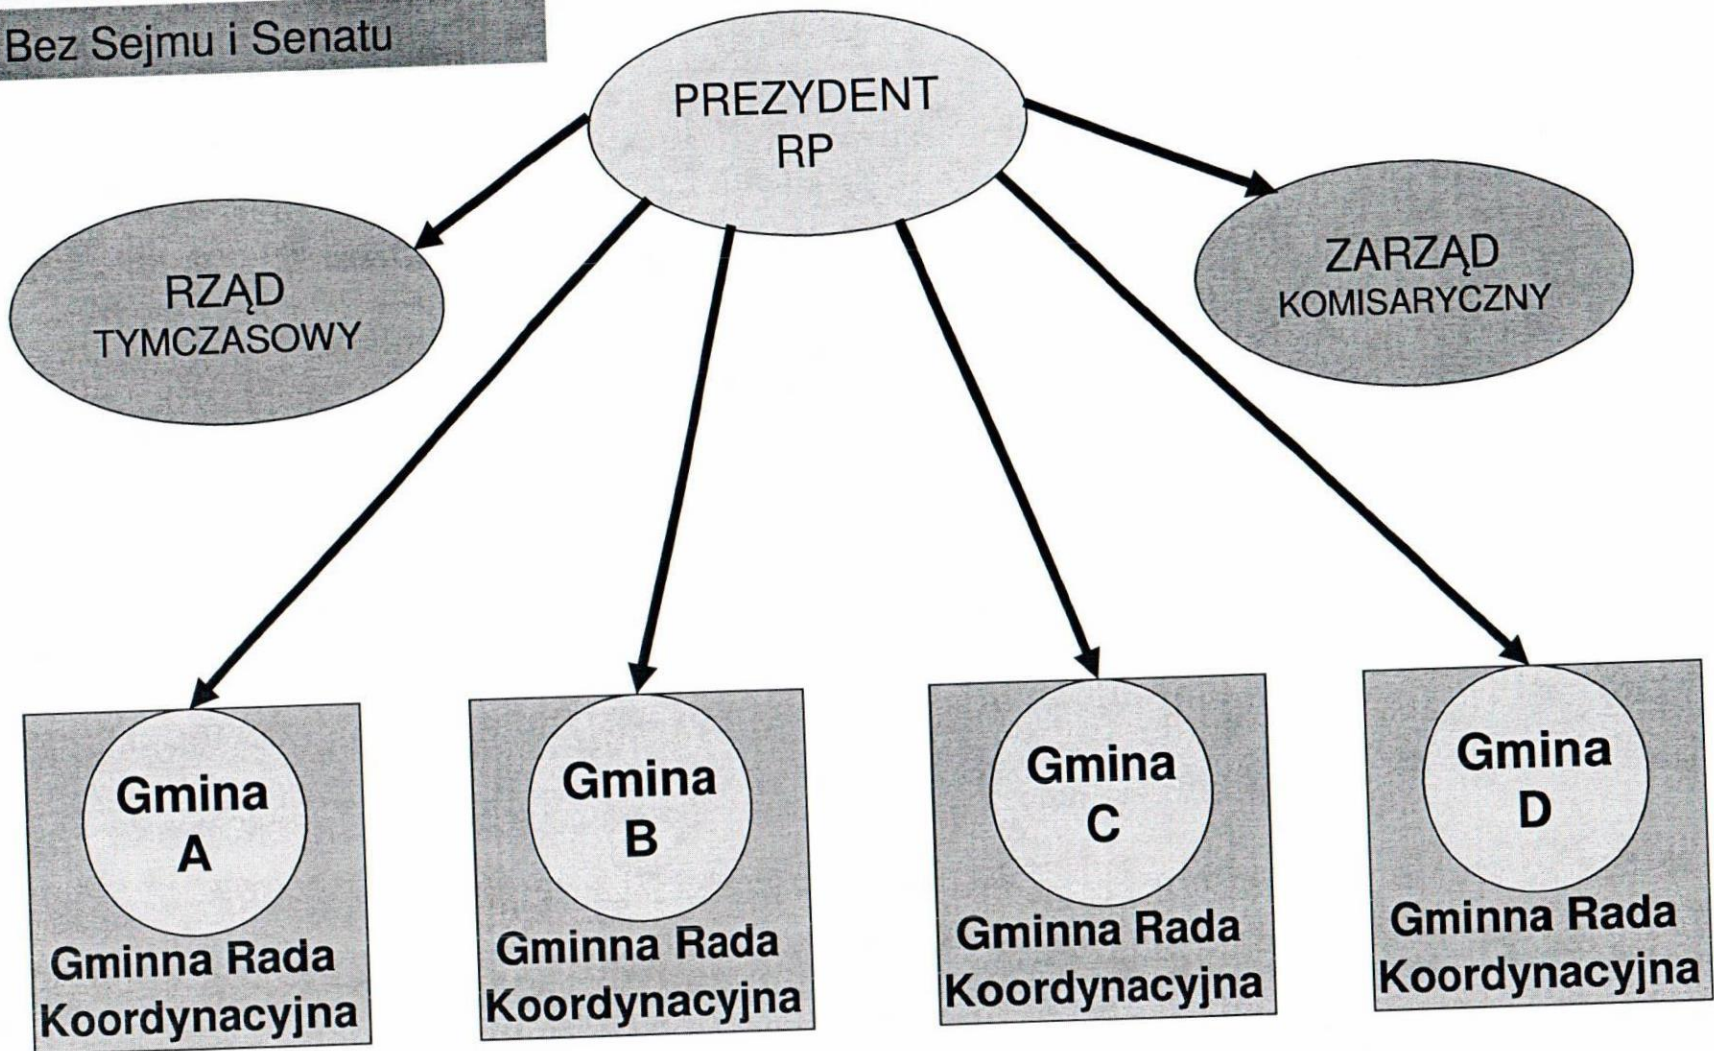 Bez Sejmu i Senatu
PREZYDENT
RP
RZĄD
TYMCZASOWY
ZARZĄD
KOMISARYCZNY
Gmina
A
Gminna Rada
Koordynacyjna
Gmina
B
Gminna Rada
Koordynacyjna
Gmina
C
Gminna Rada
Koordynacyjna
Gmina
D
Gminna Rada
Koordynacyjna